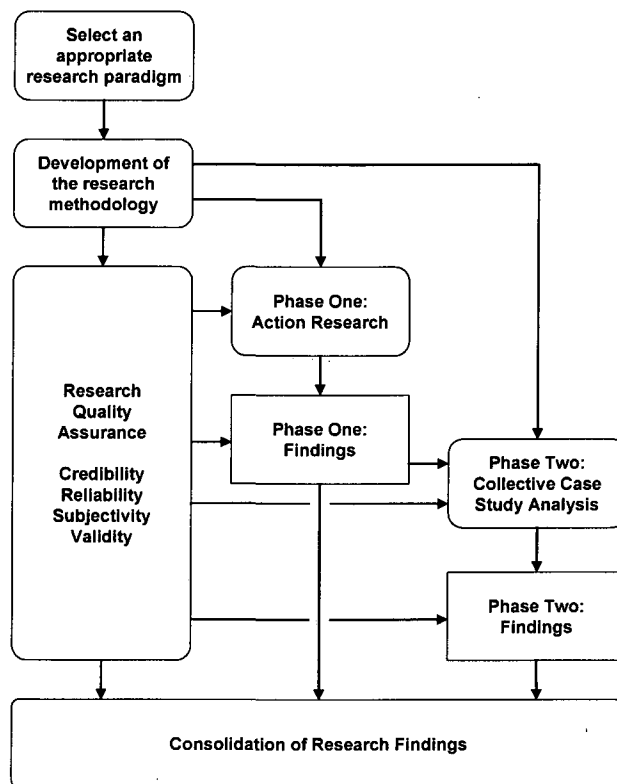 Select an
appropriate
research paradigm
Development of
the research
methodology
Phase One:
Action Research
Research
Quality
Assurance
Credibility
Reliability
Subjectivity
Validity
Phase One:
Findings
Phase Two:
Collective Case
Study Analysis
Phase Two:
Findings
Consolidation of Research Findings